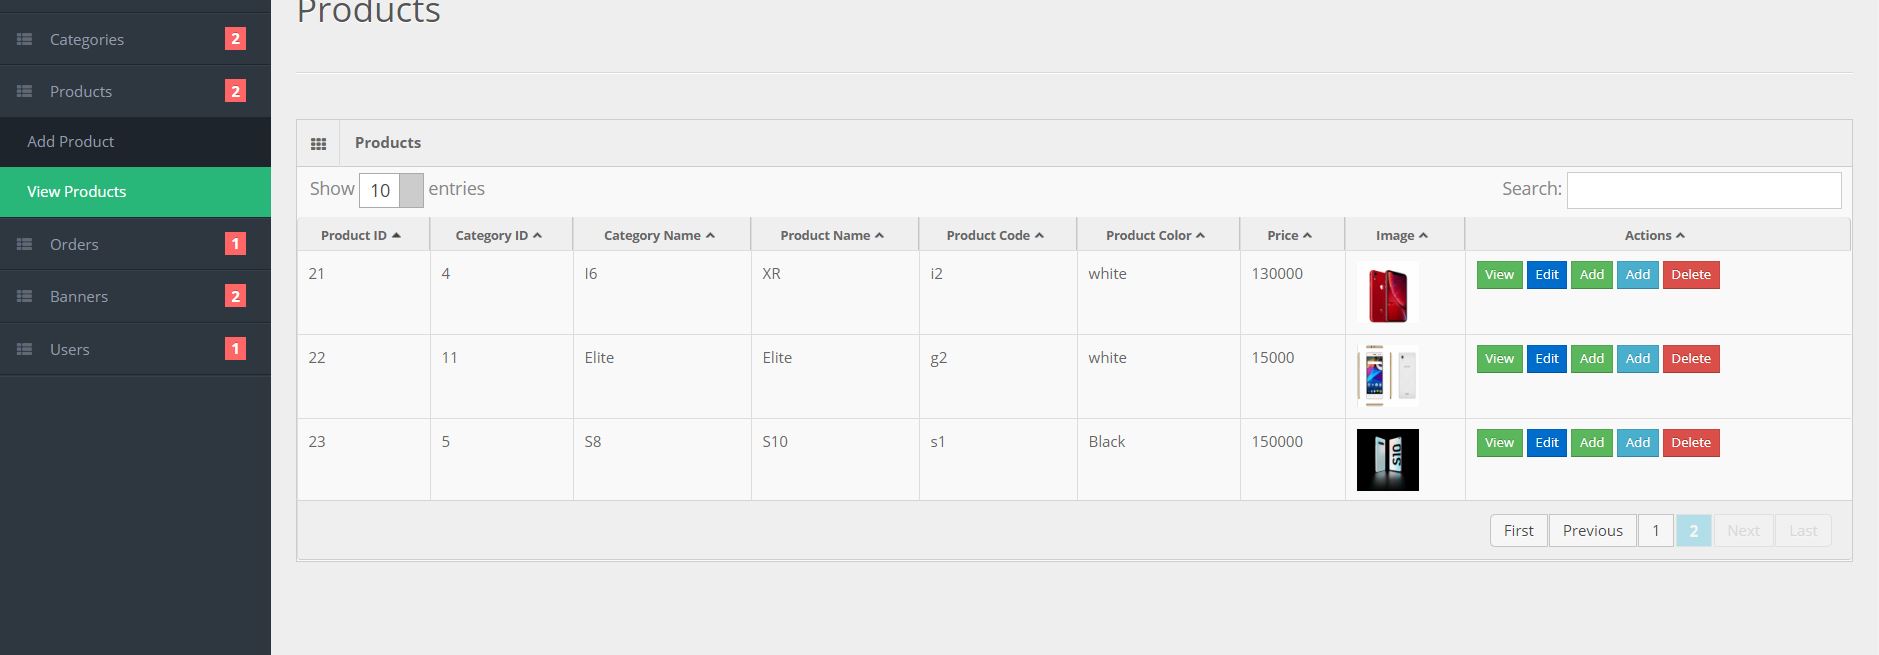 Products
Categories 2
Products 2
Add Product
View Products
Orders 1
Banners 2
Users 1
Products
Show 10 entries Search:
Product ID Category ID Category Name Product Name Product Code Product Color Price Image Actions
21 4 I6 XR i2 white 130000 View Edit Add Add Delete
22 11 Elite Elite g2 white 15000 View Edit Add Add Delete
23 5 S8 S10 s1 Black 150000 S10 View Edit Add Add Delete
First Previous 1 2 Next Last